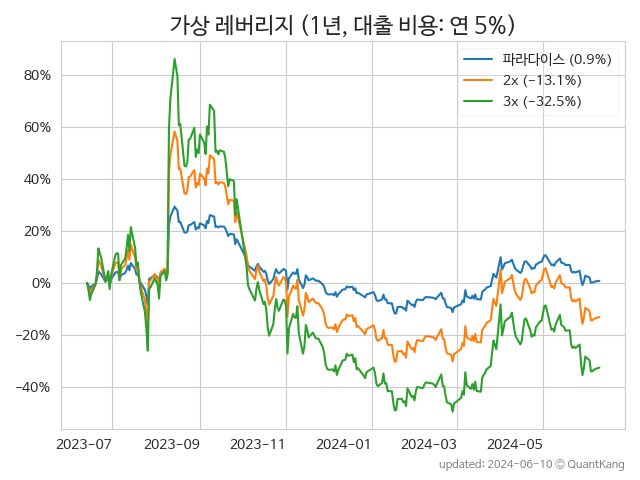 가상 레버리지 (1년, 대출 비용: 연 5%)
파라다이스 (0.9%)
2x (−13.1%)
3x (−32.5%)
80%
60%
40%
20%
0%
−20%
−40%
2023-07 2023-09 2023-11 2024-01 2024-03 2024-05
updated: 2024-06-10 © QuantKang